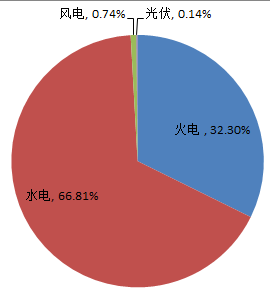 风电, 0.74%
光伏, 0.14%
火电 , 32.30%
水电, 66.81%